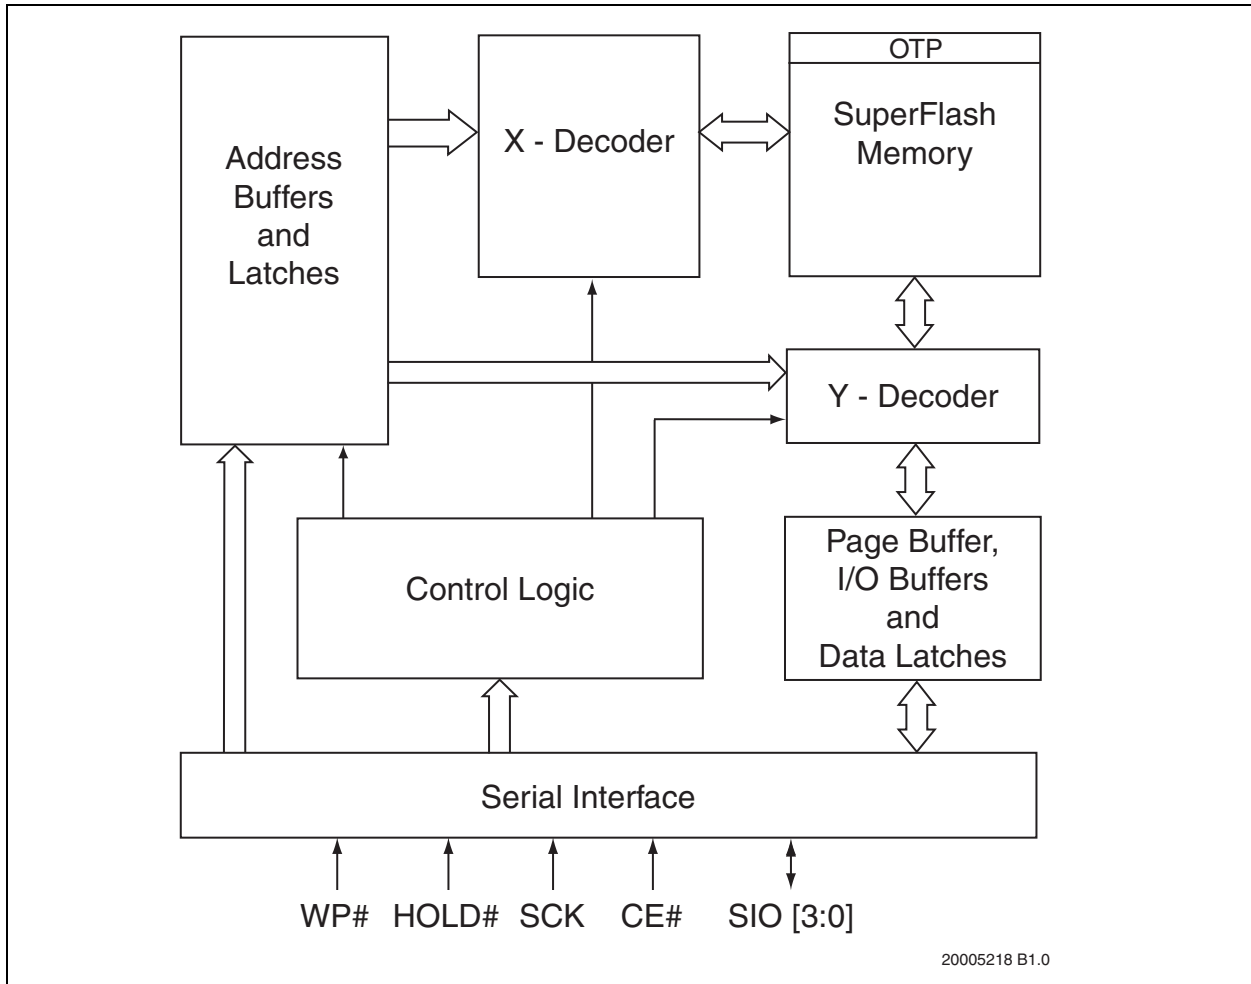 OTP
SuperFlash
Memory
X - Decoder
Address
Buffers
and
Latches
Y - Decoder
Control Logic
Page Buffer,
I/O Buffers
and
Data Latches
Serial Interface
WP# HOLD# SCK CE# SIO [3:0]
20005218 B1.0